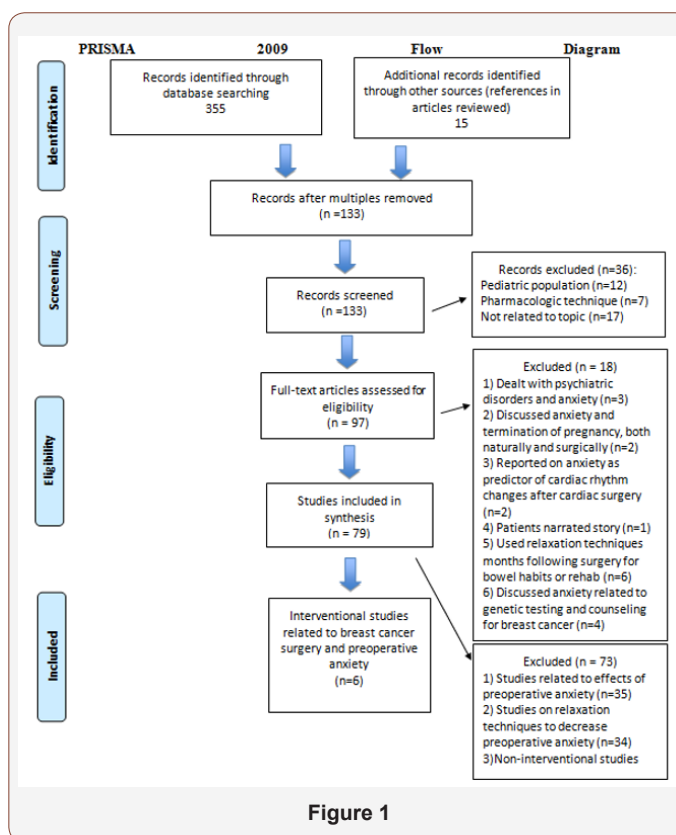 PRISMA 2009 Flow Diagram
Identification
Records identified through
database searching
355
Additional records identified
through other sources (references in
articles reviewed)
15
Records after multiples removed
(n =133)
Screening
Records screened
(n =133)
Records excluded (n=36):
Pediatric population (n=12)
Pharmacologic technique (n=7)
Not related to topic (n=17)
Eligibility
Full-text articles assessed for
eligibility
(n = 97)
Excluded (n = 18)
1) Dealt with psychiatric
disorders and anxiety (n=3)
2) Discussed anxiety and
termination of pregnancy, both
naturally and surgically (n=2)
3) Reported on anxiety as
predictor of cardiac rhythm
changes after cardiac surgery
(n=2)
4) Patients narrated story (n=1)
5) Used relaxation techniques
months following surgery for
bowel habits or rehab (n=6)
6) Discussed anxiety related to
genetic testing and counseling
for breast cancer (n=4)
Studies included in
synthesis
(n = 79)
Included
Interventional studies
related to breast cancer
surgery and preoperative
anxiety
(n=6)
Excluded (n = 73)
1) Studies related to effects of
preoperative anxiety (n=35)
2) Studies on relaxation
techniques to decrease
preoperative anxiety (n=34)
3)Non-interventional studies
Figure 1